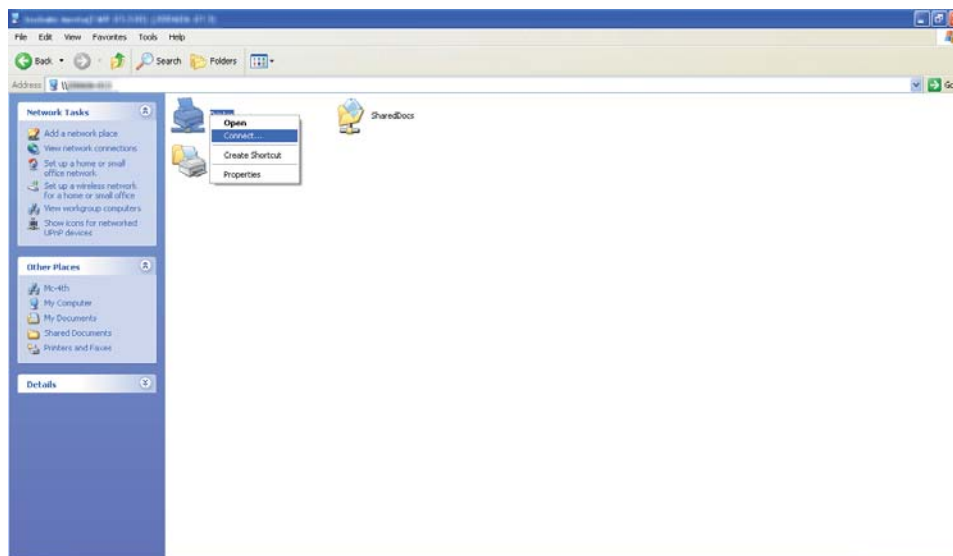 File Edit View Favorites Tools Help
Back Search Folders
Address \\
Go
Network Tasks
Add a network place
View network connections
Set up a home or small
office network
Set up a wireless network
for a home or small office
View workgroup computers
Show icons for networked
UPnP devices
Other Places
Mc-4th
My Computer
My Documents
Shared Documents
Printers and Faxes
Details
Open
Connect...
Create Shortcut
Properties
SharedDocs